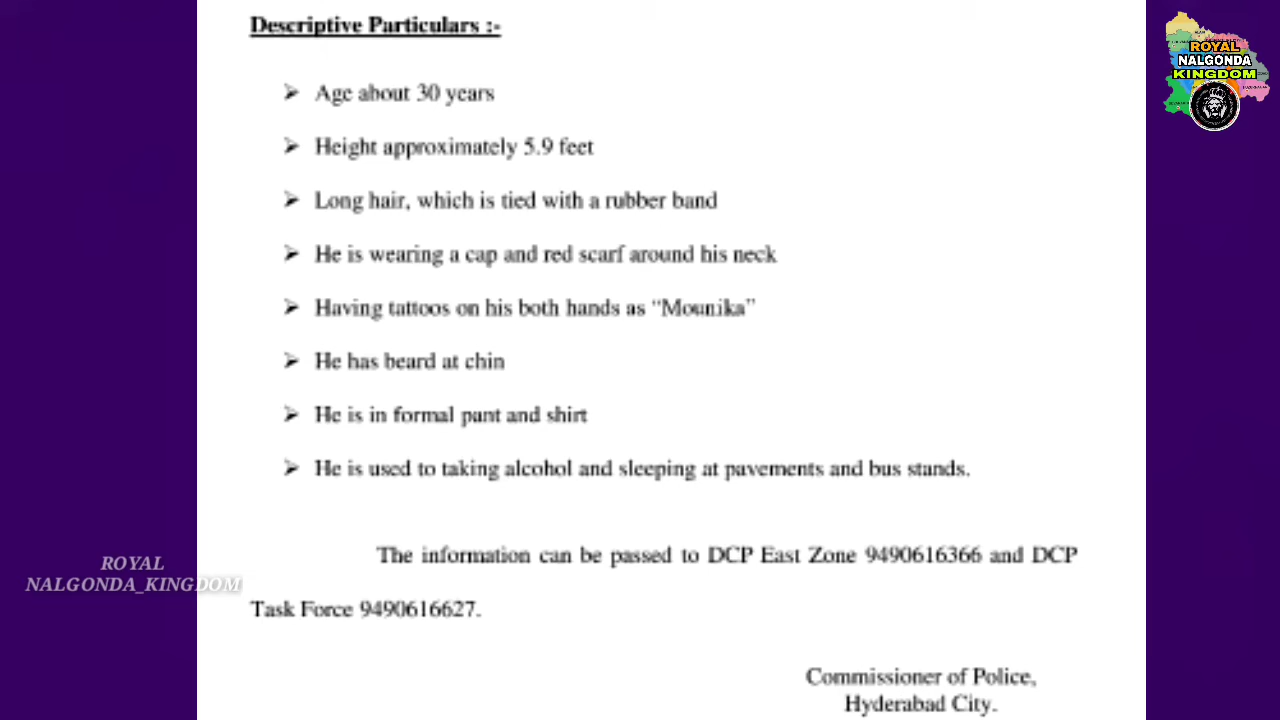 Descriptive Particulars :-
➢ Age about 30 years
➢ Height approximately 5.9 feet
➢ Long hair, which is tied with a rubber band
➢ He is wearing a cap and red scarf around his neck
➢ Having tattoos on his both hands as “Mounika”
➢ He has beard at chin
➢ He is in formal pant and shirt
➢ He is used to taking alcohol and sleeping at pavements and bus stands.
The information can be passed to DCP East Zone 9490616366 and DCP
Task Force 9490616627.
Commissioner of Police,
Hyderabad City.
ROYAL
NALGONDA
KINGDOM
ROYAL
NALGONDA_KINGDOM